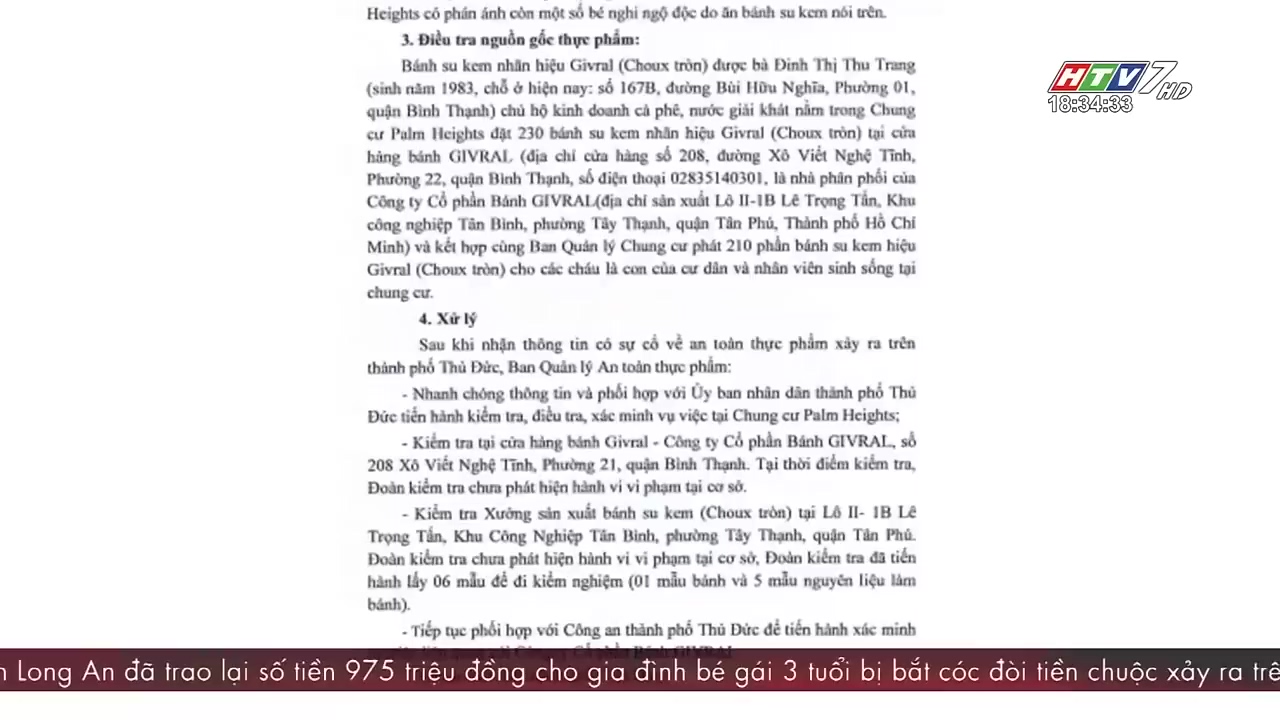 Heights có phán ánh còn một số bé nghi ngộ độc do ăn bánh su kem nói trên.
3. Điều tra nguồn gốc thực phẩm:
Bánh su kem nhân hiệu Givral (Choux tròn) được bà Đinh Thị Thu Trang
(sinh năm 1983, chỗ ở hiện nay: số 167B, đường Bùi Hữu Nghĩa, Phường 01,
quận Bình Thạnh) chủ hộ kinh doanh cà phê, nước giải khát nằm trong Chung
cư Palm Heights đặt 230 bánh su kem nhân hiệu Givral (Choux tròn) tại cửa
hàng bánh GIVRAL (địa chỉ cửa hàng số 208, đường Xô Viết Nghệ Tĩnh,
Phường 22, quận Bình Thạnh, số điện thoại 02835140301, là nhà phân phối của
Công ty Cổ phần Bánh GIVRAL(địa chỉ sản xuất Lô II-1B Lê Trọng Tấn, Khu
công nghiệp Tân Bình, phường Tây Thạnh, quận Tân Phú, Thành phố Hồ Chí
Minh) và kết hợp cùng Ban Quản lý Chung cư phát 210 phần bánh su kem hiệu
Givral (Choux tròn) cho các cháu là con của cư dân và nhân viên sinh sống tại
chung cư.
4. Xử lý
Sau khi nhận thông tin có sự cố về an toàn thực phẩm xảy ra trên
thành phố Thủ Đức, Ban Quản lý An toàn thực phẩm:
- Nhanh chóng thông tin và phối hợp với Ủy ban nhân dân thành phố Thủ
Đức tiến hành kiểm tra, điều tra, xác minh vụ việc tại Chung cư Palm Heights;
- Kiểm tra tại cửa hàng bánh Givral - Công ty Cổ phần Bánh GIVRAL, số
208 Xô Viết Nghệ Tĩnh, Phường 21, quận Bình Thạnh. Tại thời điểm kiểm tra,
Đoàn kiểm tra chưa phát hiện hành vi vi phạm tại cơ sở.
- Kiểm tra Xưởng sản xuất bánh su kem (Choux tròn) tại Lô II- 1B Lê
Trọng Tấn, Khu Công Nghiệp Tân Bình, phường Tây Thạnh, quận Tân Phú.
Đoàn kiểm tra chưa phát hiện hành vi vi phạm tại cơ sở, Đoàn kiểm tra đã tiến
hành lấy 06 mẫu để đi kiểm nghiệm (01 mẫu bánh và 5 mẫu nguyên liệu làm
bánh).
- Tiếp tục phối hợp với Công an thành phố Thủ Đức để tiến hành xác minh
HTV7 HD
18:34:33
Long An đã trao lại số tiền 975 triệu đồng cho gia đình bé gái 3 tuổi bị bắt cóc đòi tiền chuộc xảy ra